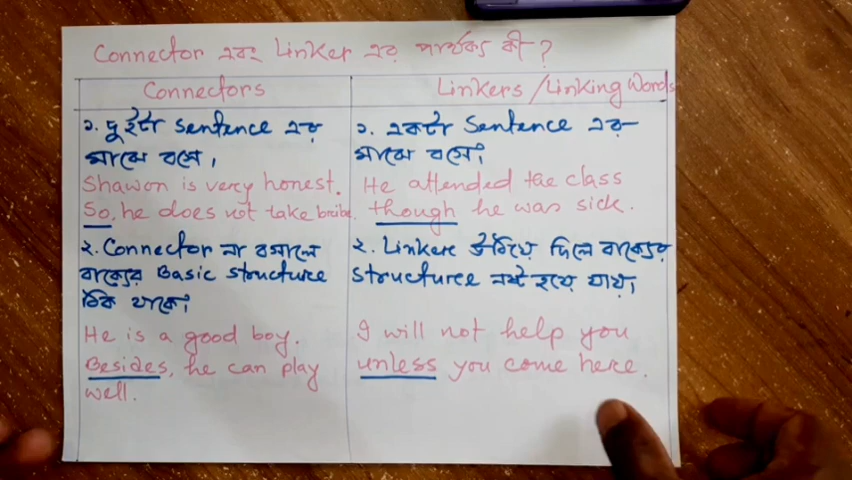 Connector এবং Linker এর পার্থক্য কী?
Connectors
১. দুইটা Sentence এর
মাঝে বসে।
Shawon is very honest.
So, he does not take bribe.
২. Connector না বসালে
বাক্যের Basic Structure
ঠিক থাকে।
He is a good boy.
Besides, he can play
well.
Linkers/Linking Words
১. একটা Sentence এর
মাঝে বসে।
He attended the class
though he was sick.
২. Linker উঠিয়ে দিলে বাক্যের
Structure নষ্ট হয়ে যায়।
I will not help you
unless you come here.